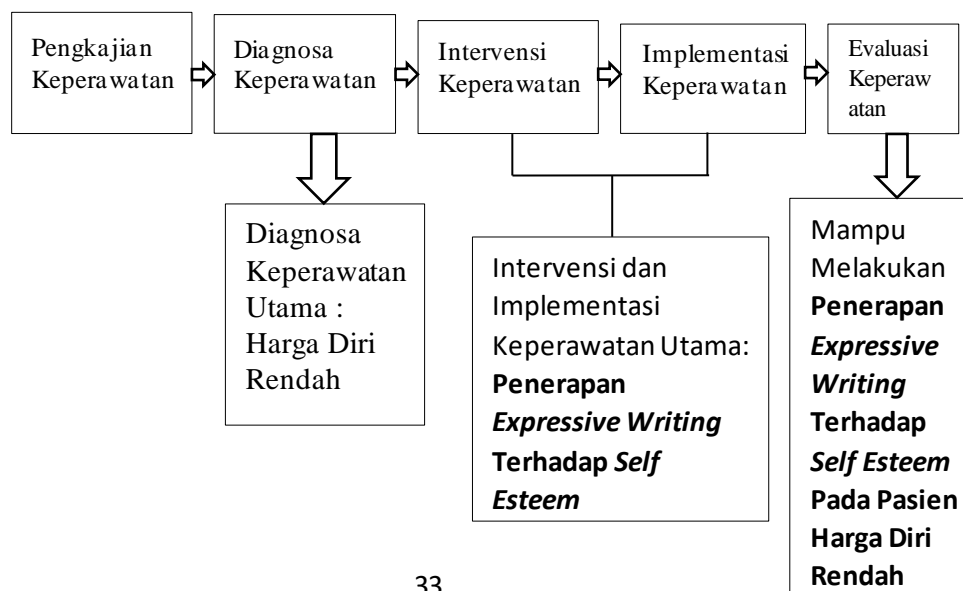 Pengkajian
Keperawatan
Diagnosa
Keperawatan
Intervensi
Keperawatan
Implementasi
Keperawatan
Evaluasi
Keperaw
atan
Diagnosa
Keperawatan
Utama :
Harga Diri
Rendah
Intervensi dan
Implementasi
Keperawatan Utama:
Penerapan
Expressive Writing
Terhadap Self
Esteem
Mampu
Melakukan
Penerapan
Expressive
Writing
Terhadap
Self Esteem
Pada Pasien
Harga Diri
Rendah
33